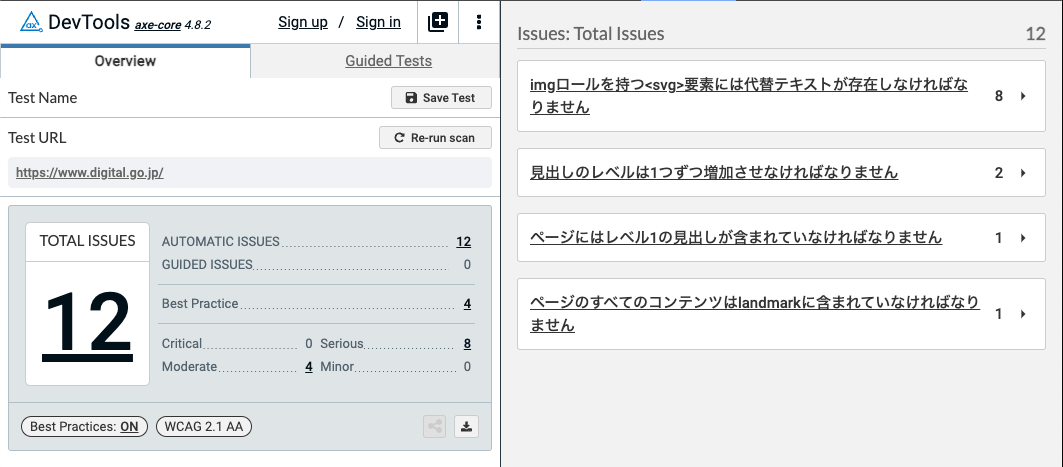 DevTools axe-core 4.8.2
Sign up / Sign in
Overview
Guided Tests
Test Name
Save Test
Test URL
Re-run scan
https://www.digital.go.jp/
TOTAL ISSUES
12
AUTOMATIC ISSUES 12
GUIDED ISSUES 0
Best Practice 4
Critical 0 Serious 8
Moderate 4 Minor 0
Best Practices: ON
WCAG 2.1 AA
Issues: Total Issues 12
imgロールを持つ<svg>要素には代替テキストが存在しなければな
りません
8
見出しのレベルは1つずつ増加させなければなりません 2
ページにはレベル1の見出しが含まれていなければなりません 1
ページのすべてのコンテンツはlandmarkに含まれていなければなり
ません
1